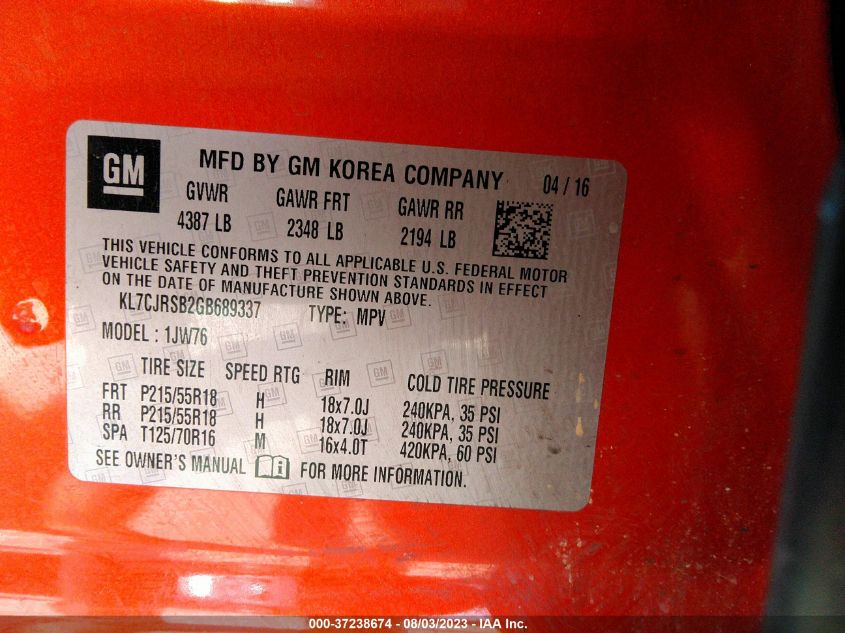 GM
MFD BY GM KOREA COMPANY 04 / 16
GVWR GAWR FRT GAWR RR
4387 LB 2348 LB 2194 LB
THIS VEHICLE CONFORMS TO ALL APPLICABLE U.S. FEDERAL MOTOR
VEHICLE SAFETY AND THEFT PREVENTION STANDARDS IN EFFECT
ON THE DATE OF MANUFACTURE SHOWN ABOVE.
KL7CJRSB2GB689337 TYPE: MPV
MODEL : 1JW76
TIRE SIZE SPEED RTG RIM COLD TIRE PRESSURE
FRT P215/55R18 H 18x7.0J 240KPA, 35 PSI
RR P215/55R18 H 18x7.0J 240KPA, 35 PSI
SPA T125/70R16 M 16x4.0T 420KPA, 60 PSI
SEE OWNER'S MANUAL FOR MORE INFORMATION.
000-37238674 - 08/03/2023 - IAA Inc.